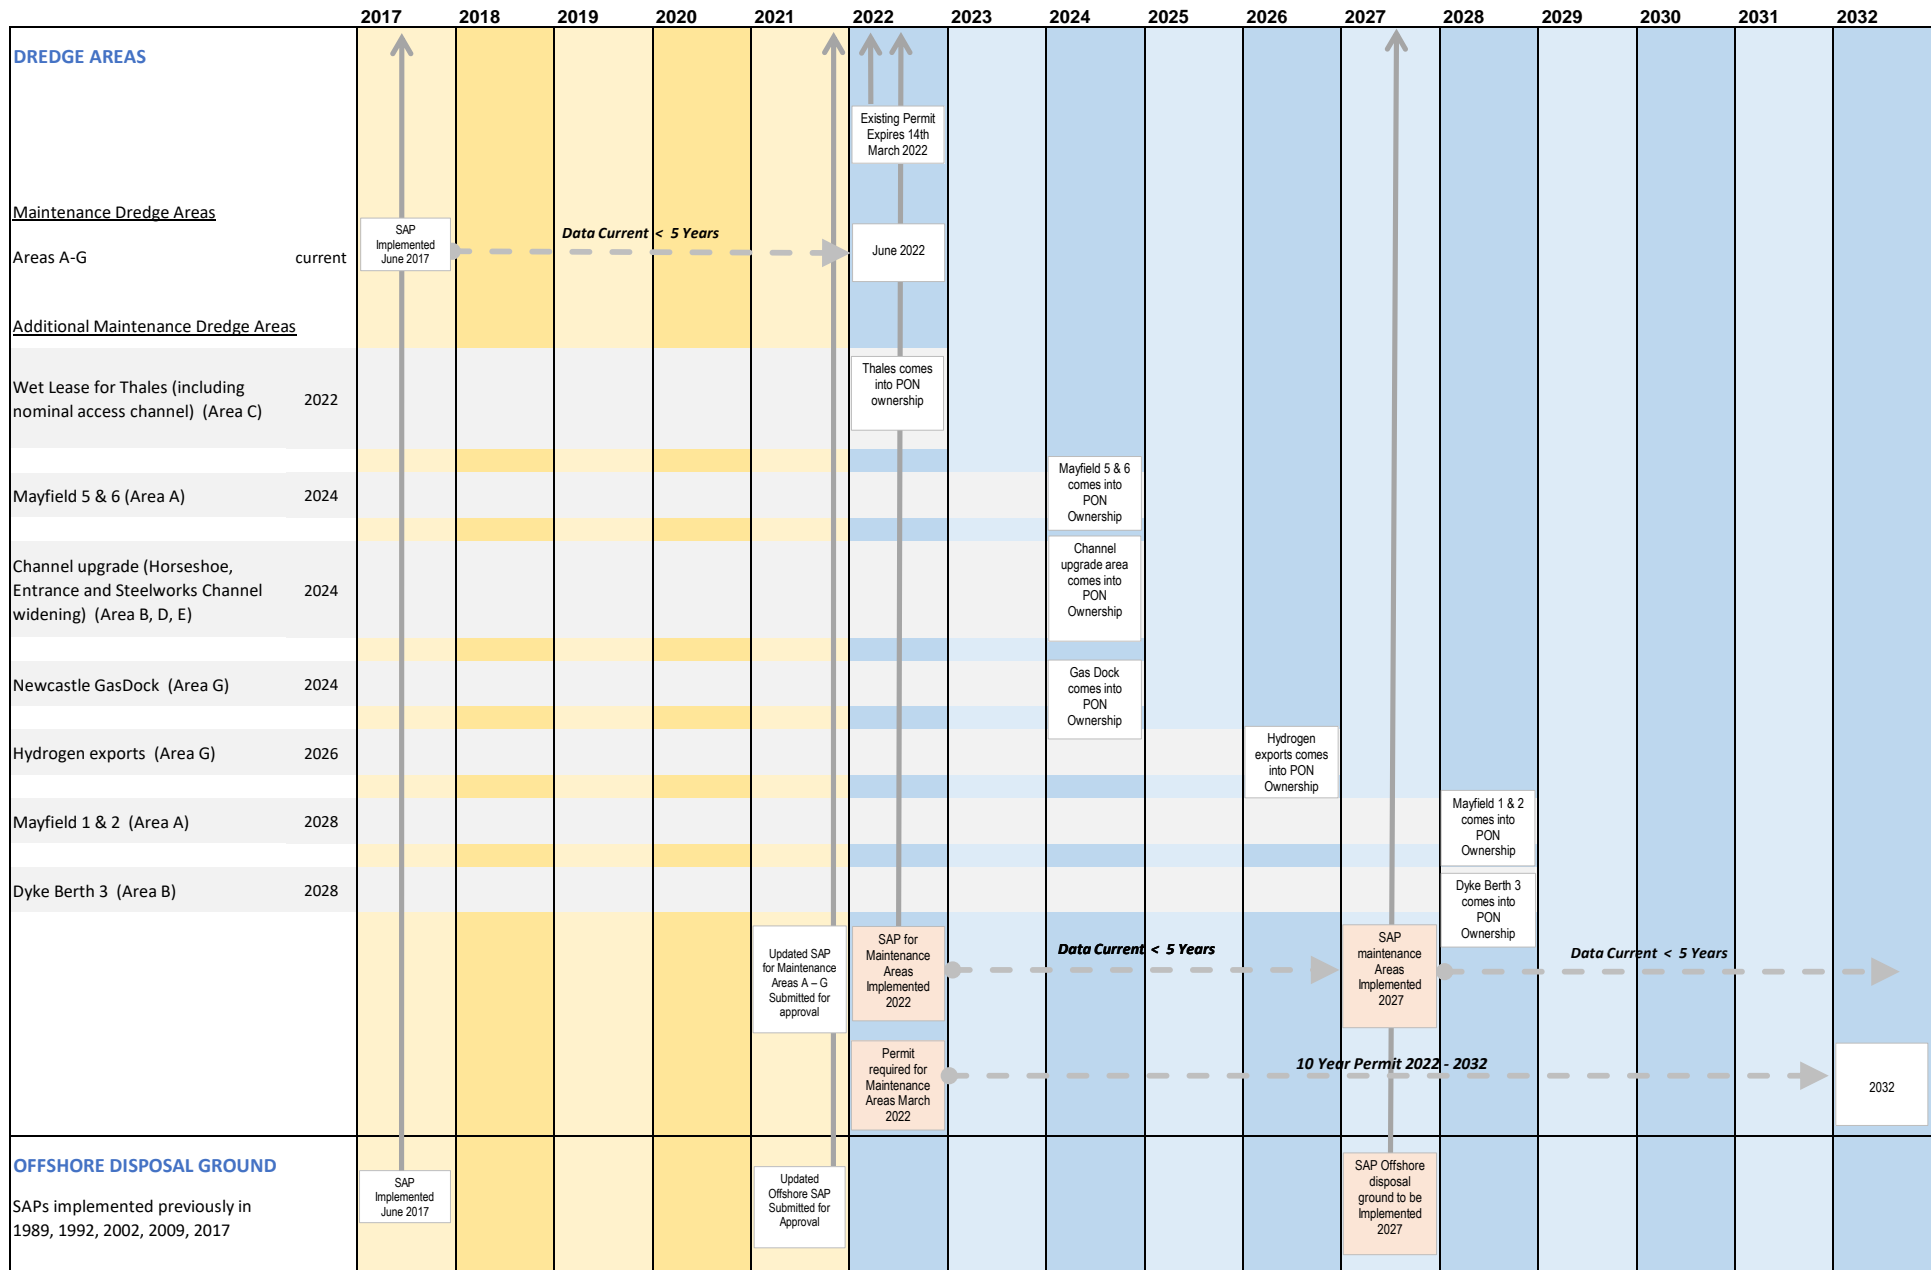 2017 2018 2019 2020 2021 2022 2023 2024 2025 2026 2027 2028 2029 2030 2031 2032
DREDGE AREAS
Existing Permit
Expires 14th
March 2022
Maintenance Dredge Areas
Areas A-G current
SAP
Implemented
June 2017
Data Current < 5 Years
June 2022
Additional Maintenance Dredge Areas
Wet Lease for Thales (including
nominal access channel) (Area C)
2022
Thales comes
into PON
ownership
Mayfield 5 & 6 (Area A) 2024
Mayfield 5 & 6
comes into
PON
Ownership
Channel upgrade (Horseshoe,
Entrance and Steelworks Channel
widening) (Area B, D, E)
2024
Channel
upgrade area
comes into
PON
Ownership
Newcastle GasDock (Area G) 2024
Gas Dock
comes into
PON
Ownership
Hydrogen exports (Area G) 2026
Hydrogen
exports comes
into PON
Ownership
Mayfield 1 & 2 (Area A) 2028
Mayfield 1 & 2
comes into
PON
Ownership
Dyke Berth 3 (Area B) 2028
Dyke Berth 3
comes into
PON
Ownership
Updated SAP
for Maintenance
Areas A – G
Submitted for
approval
SAP for
Maintenance
Areas
Implemented
2022
Data Current < 5 Years
SAP
maintenance
Areas
Implemented
2027
Data Current < 5 Years
Permit
required for
Maintenance
Areas March
2022
10 Year Permit 2022 - 2032
2032
OFFSHORE DISPOSAL GROUND
SAPs implemented previously in
1989, 1992, 2002, 2009, 2017
SAP
Implemented
June 2017
Updated
Offshore SAP
Submitted for
Approval
SAP Offshore
disposal
ground to be
Implemented
2027